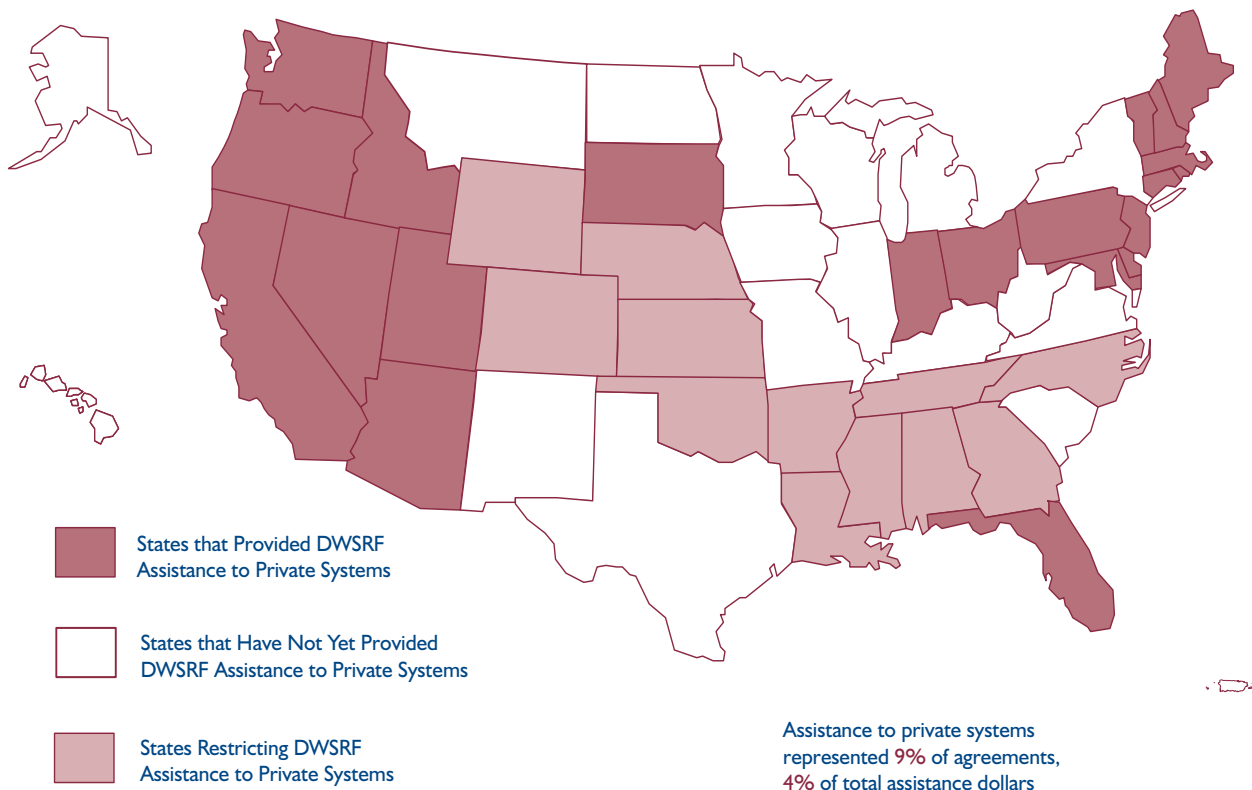 States that Provided DWSRF
Assistance to Private Systems
States that Have Not Yet Provided
DWSRF Assistance to Private Systems
States Restricting DWSRF
Assistance to Private Systems
Assistance to private systems
represented 9% of agreements,
4% of total assistance dollars